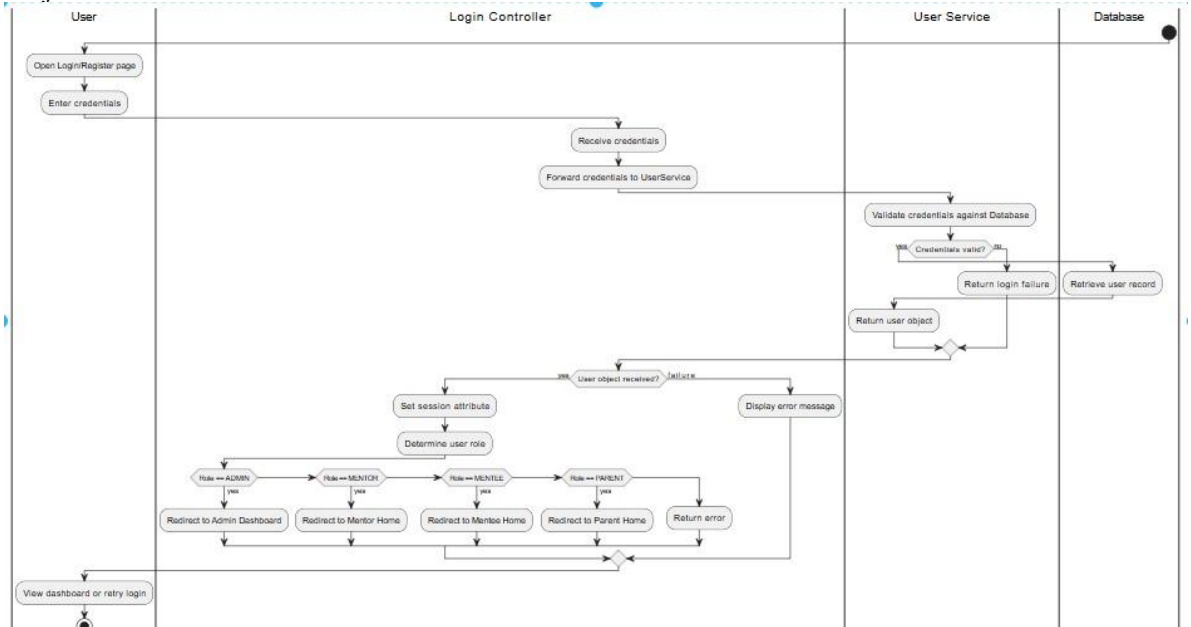 User
Login Controller
User Service
Database
Open Login/Register page
Enter credentials
Receive credentials
Forward credentials to UserService
Validate credentials against Database
yes
Credentials valid?
no
Return login failure
Retrieve user record
Return user object
yes
User object received?
failure
Set session attribute
Display error message
Determine user role
Role == ADMIN
Role == MENTOR
Role == MENTEE
Role == PARENT
yes
yes
yes
yes
Redirect to Admin Dashboard
Redirect to Mentor Home
Redirect to Mentee Home
Redirect to Parent Home
Return error
View dashboard or retry login